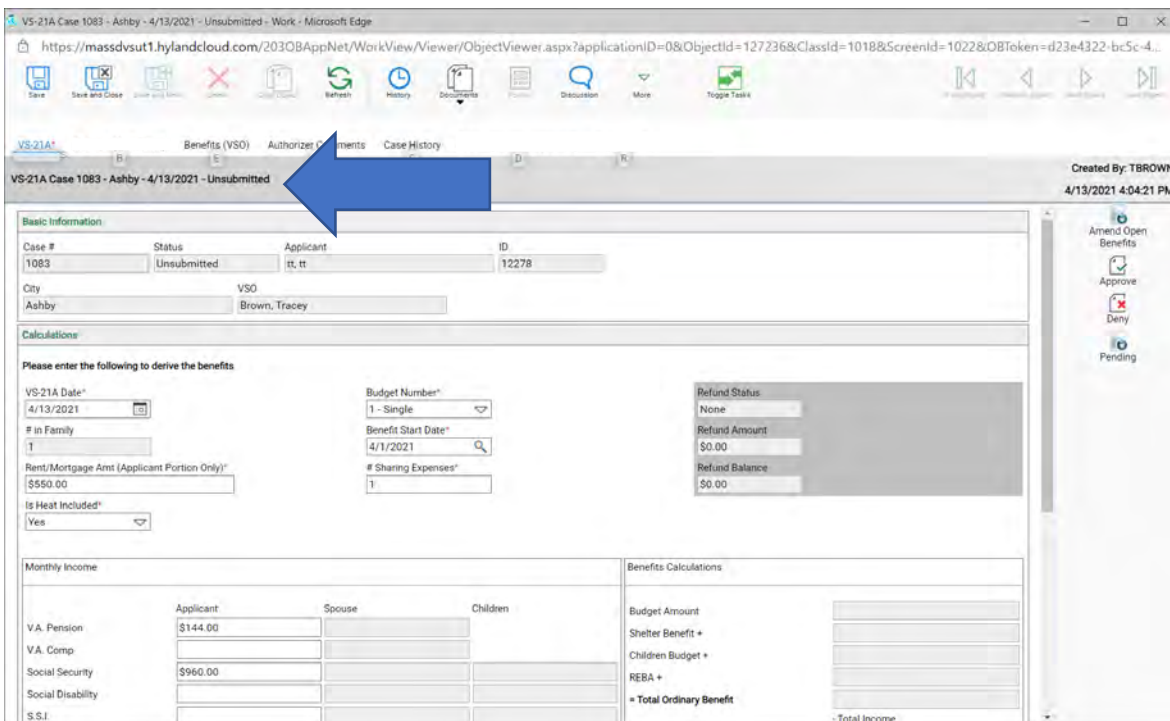 VS-21A Case 1083 - Ashby - 4/13/2021 - Unsubmitted - Work - Microsoft Edge
https://massdvsut1.hylandcloud.com/203OBAppNet/WorkView/Viewer/ObjectViewer.aspx?applicationID=0&ObjectId=127236&ClassId=1018&ScreenId=1022&OBToken=d23e4322-bc5c-4...
Save Save and Close Refresh History Documents Discussion More Toggle Tasks
VS-21A* Benefits (VSO) Authorizer Case History
B E D R
VS-21A Case 1083 - Ashby - 4/13/2021 - Unsubmitted
Created By: TBROWN
4/13/2021 4:04:21 PM
Basic Information
Case # Status Applicant ID
1083 Unsubmitted tt, tt 12278
City VSO
Ashby Brown, Tracey
Amend Open
Benefits
Approve
Deny
Pending
Calculations
Please enter the following to derive the benefits
VS-21A Date* Budget Number* Refund Status
4/13/2021 1 - Single None
# in Family Benefit Start Date* Refund Amount
1 4/1/2021 $0.00
Rent/Mortgage Amt (Applicant Portion Only)* # Sharing Expenses* Refund Balance
$550.00 1 $0.00
Is Heat Included*
Yes
Monthly Income
Applicant Spouse Children
V.A. Pension $144.00
V.A. Comp
Social Security $960.00
Social Disability
S.S.I.
Benefits Calculations
Budget Amount
Shelter Benefit +
Children Budget +
REBA +
= Total Ordinary Benefit
- Total Income